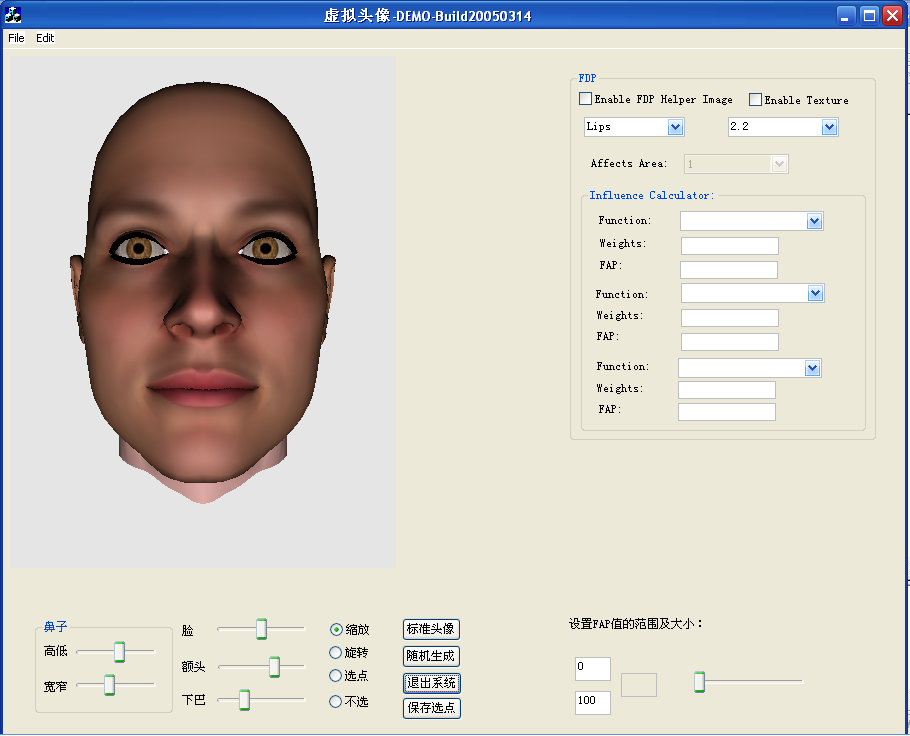 虚拟头像-DEMO-Build20050314
File Edit
FDP
Enable FDP Helper Image Enable Texture
Lips 2.2
Affects Area: 1
Influence Calculator:
Function:
Weights:
FAP:
Function:
Weights:
FAP:
Function:
Weights:
FAP:
鼻子
高低
宽窄
脸
额头
下巴
缩放
旋转
选点
不选
标准头像
随机生成
退出系统
保存选点
设置FAP值的范围及大小：
0
100